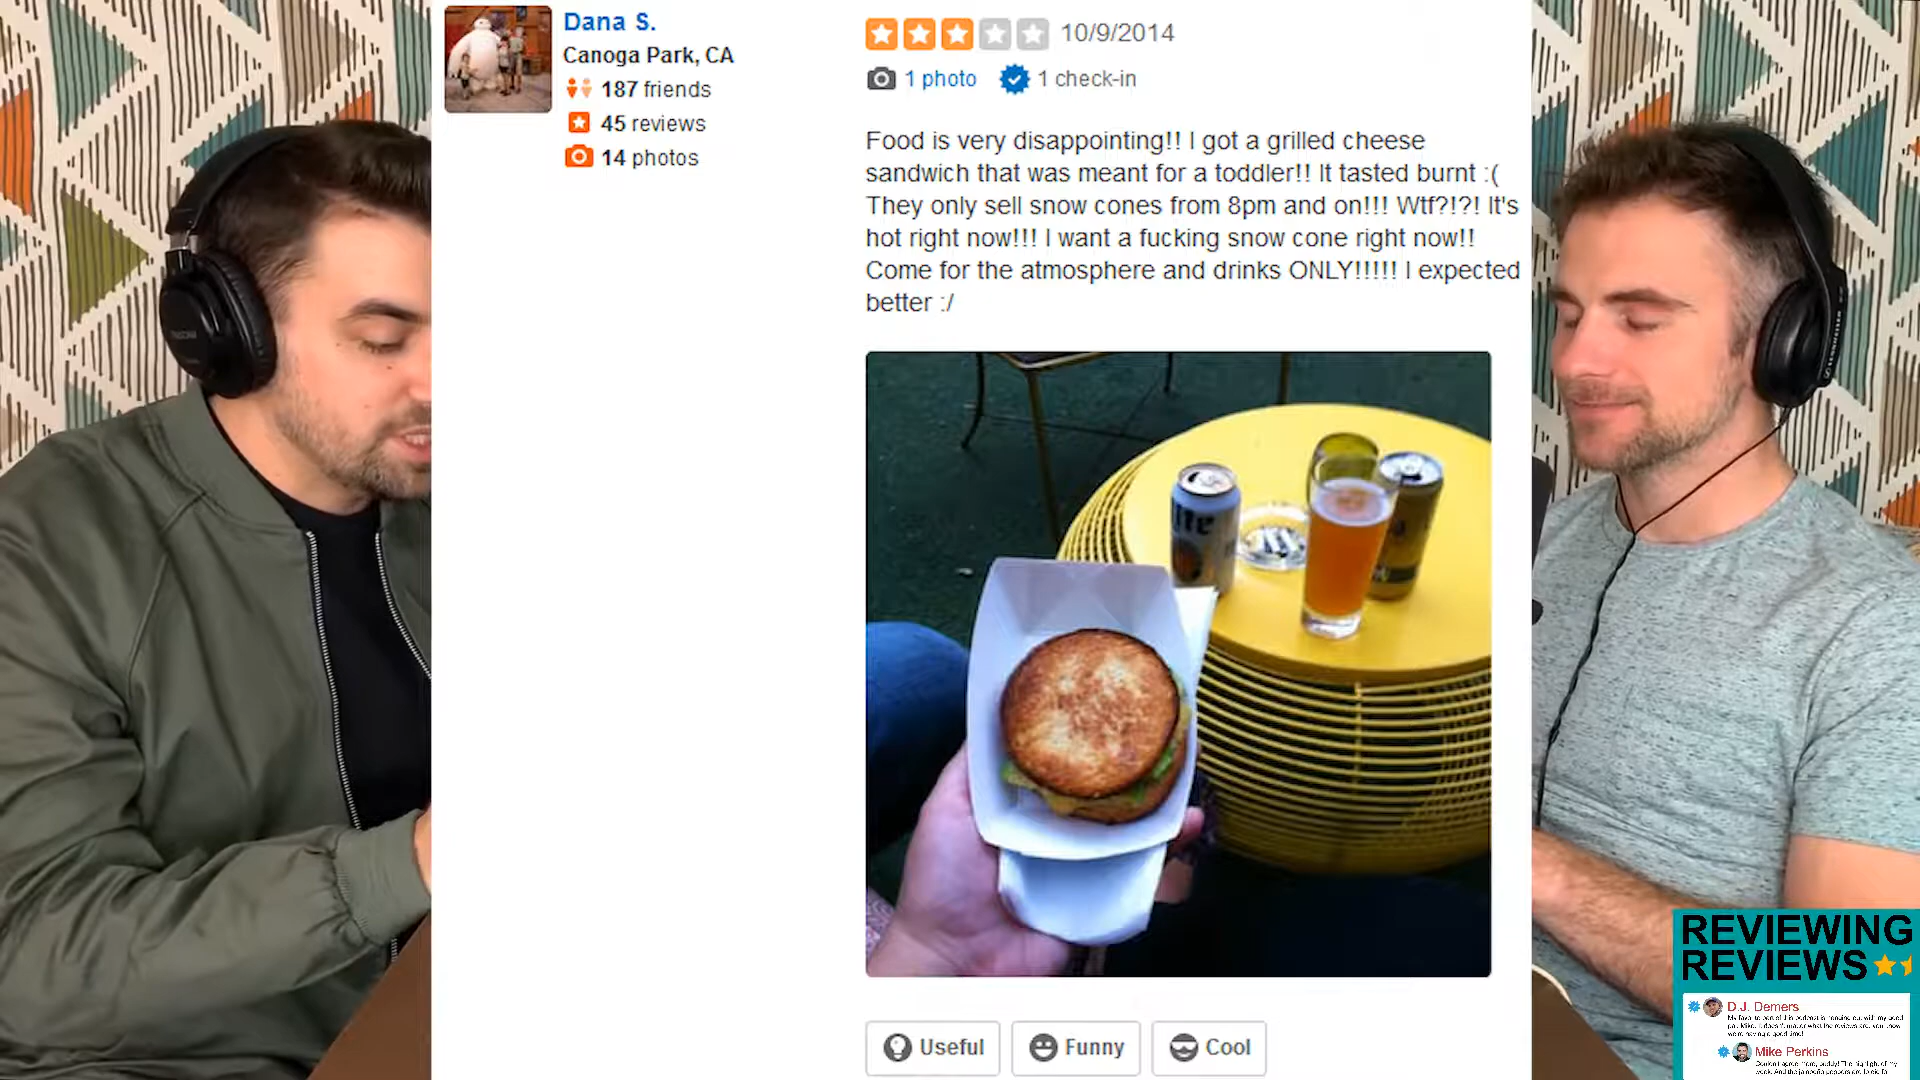 Dana S.
Canoga Park, CA
187 friends
45 reviews
14 photos
10/9/2014
1 photo
1 check-in
Food is very disappointing!! I got a grilled cheese
sandwich that was meant for a toddler!! It tasted burnt :(
They only sell snow cones from 8pm and on!!! Wtf?!?! It's
hot right now!!! I want a fucking snow cone right now!!
Come for the atmosphere and drinks ONLY!!!!! I expected
better :/
Useful
Funny
Cool
REVIEWING
REVIEWS
D.J. Demers
Mike Perkins